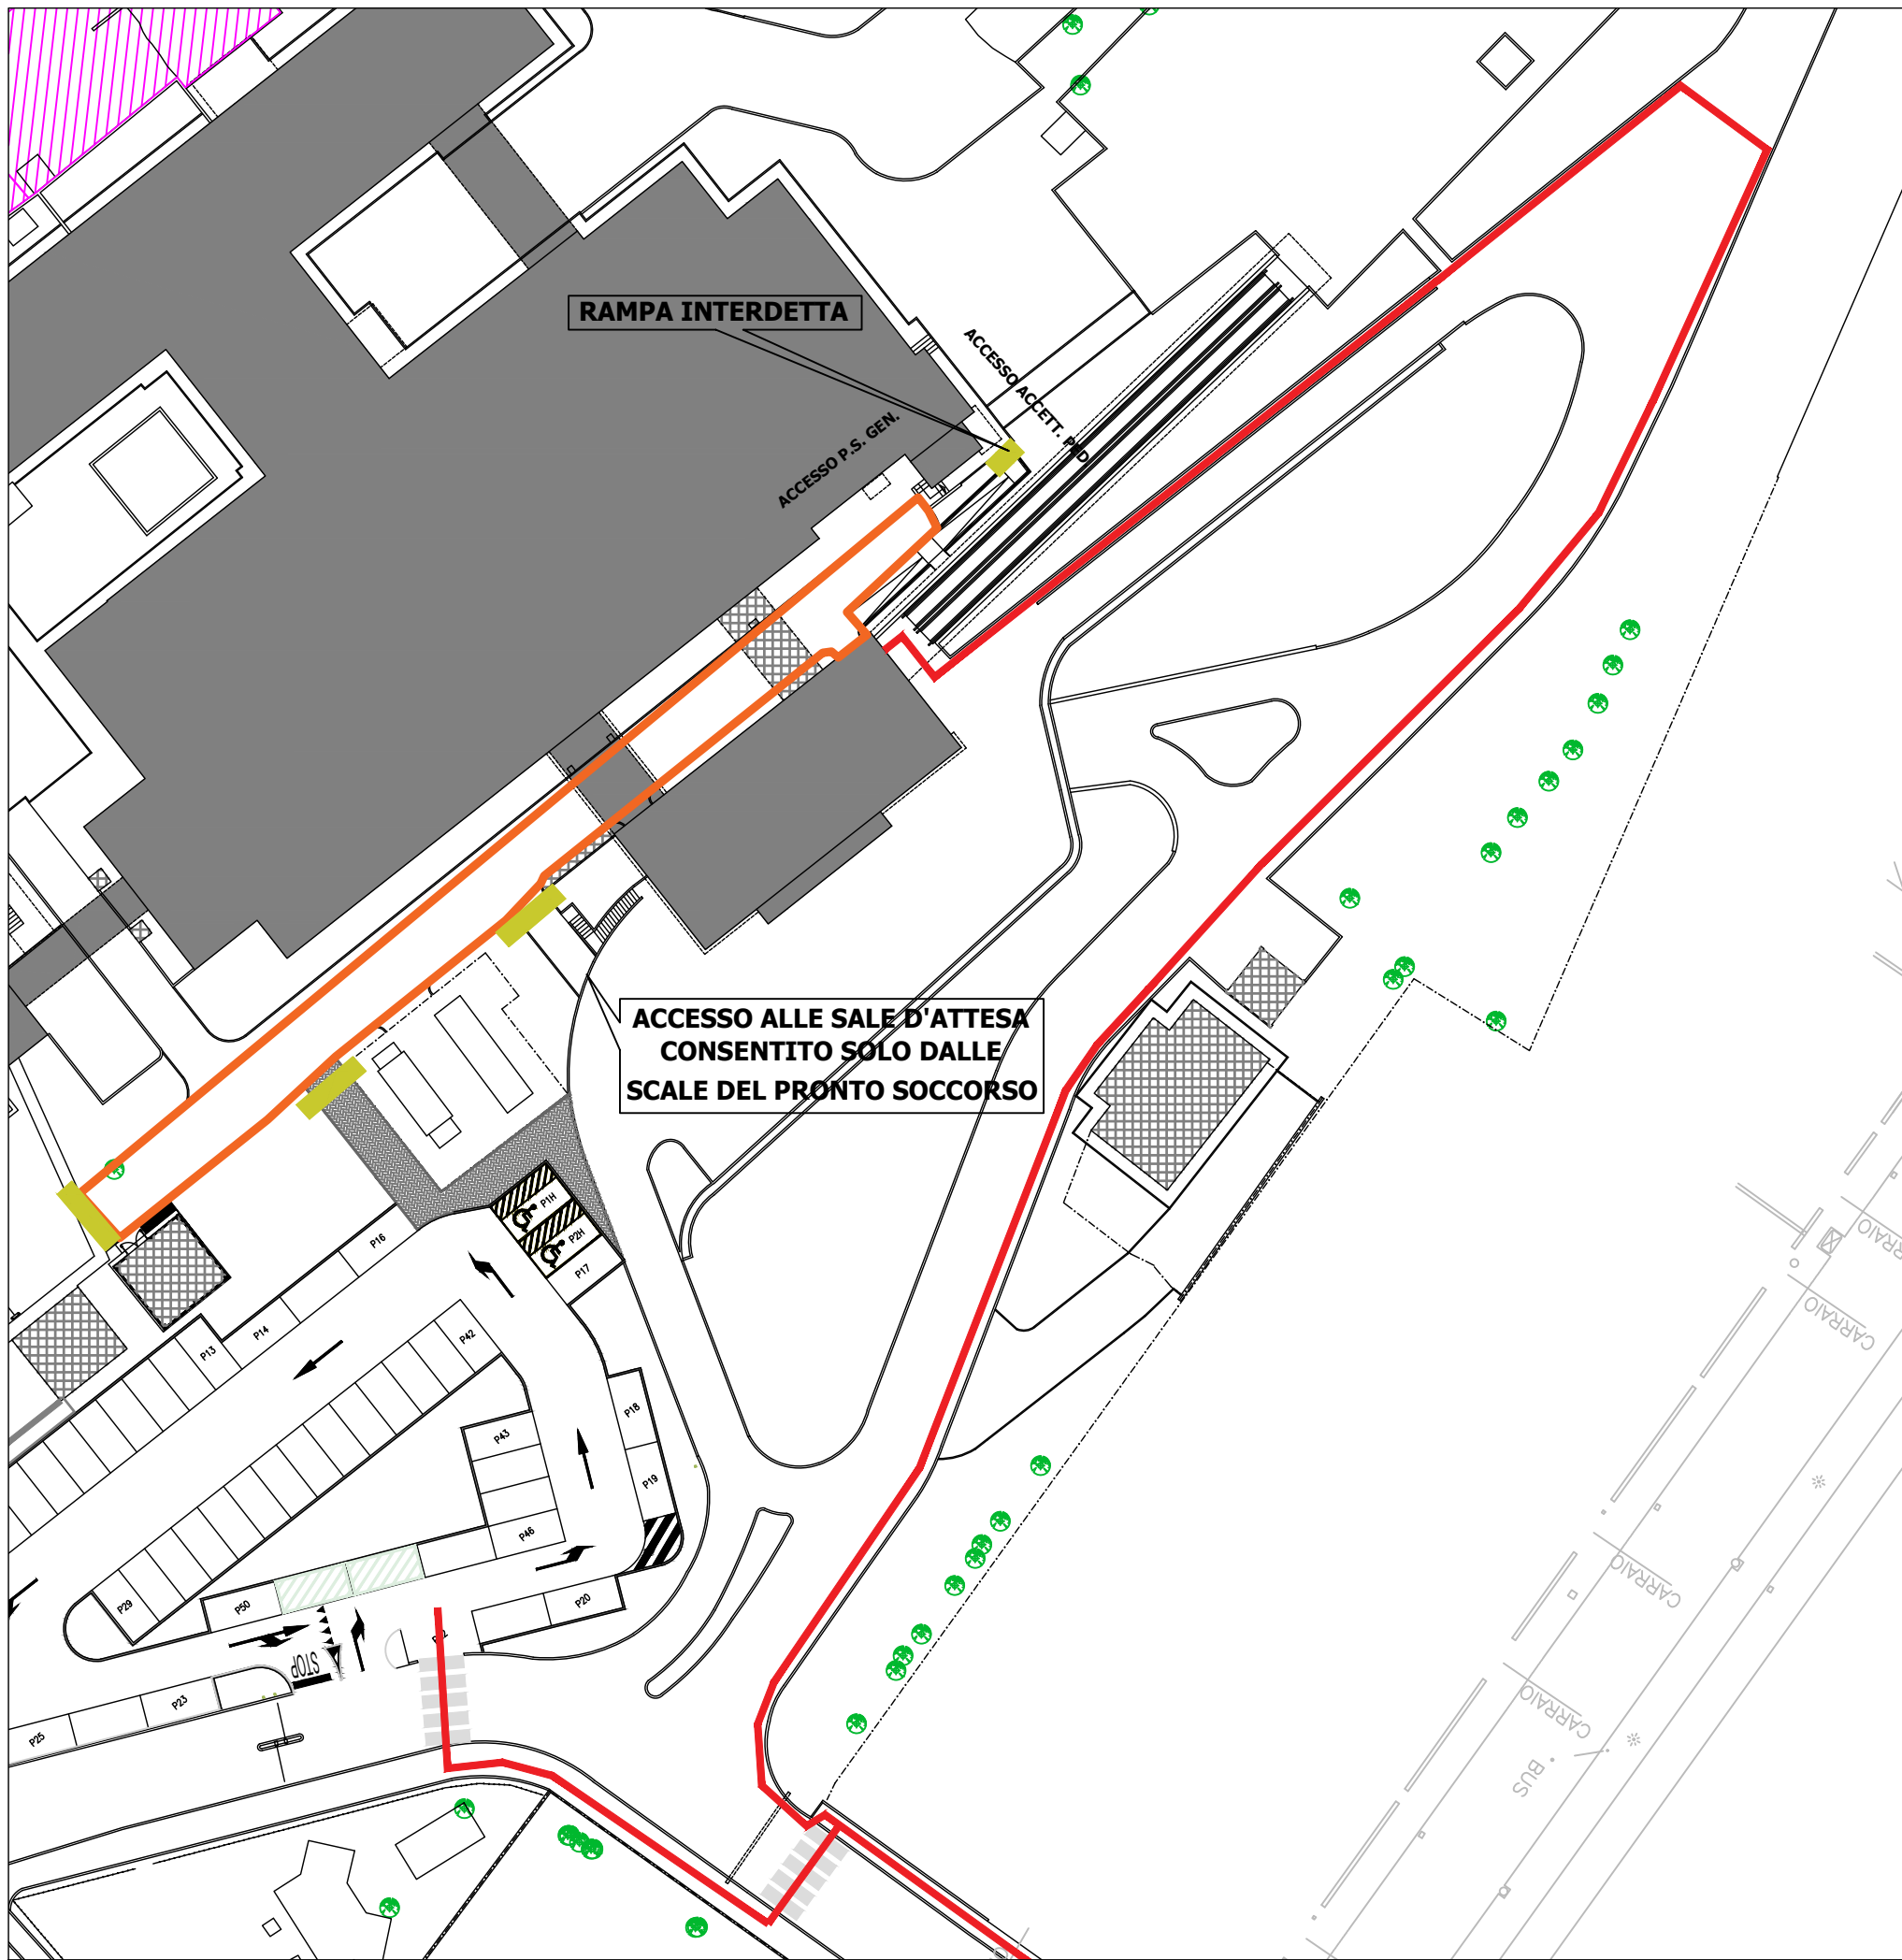 RAMPA INTERDETTA
ACCESSO ACCETT. PED
ACCESSO P.S. GEN.
ACCESSO ALLE SALE D'ATTESA
CONSENTITO SOLO DALLE
SCALE DEL PRONTO SOCCORSO
P1H
P2H
P17
P16
P14
P13
P42
P43
P18
P19
P46
P20
P29
P50
STOP
P23
P25
CARRAIO
CARRAIO
CARRAIO
CARRAIO
BUS